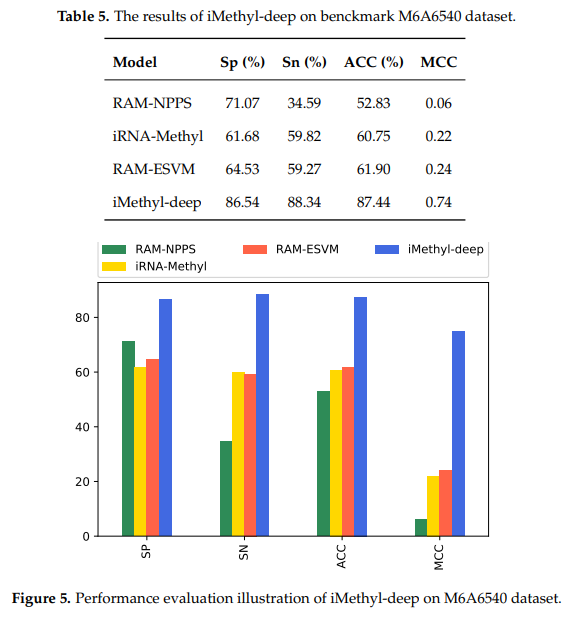 Table 5. The results of iMethyl-deep on benckmark M6A6540 dataset.
Model Sp (%) Sn (%) ACC (%) MCC
RAM-NPPS 71.07 34.59 52.83 0.06
iRNA-Methyl 61.68 59.82 60.75 0.22
RAM-ESVM 64.53 59.27 61.90 0.24
iMethyl-deep 86.54 88.34 87.44 0.74
RAM-NPPS RAM-ESVM iMethyl-deep
iRNA-Methyl
80
60
40
20
0
SP SN ACC MCC
Figure 5. Performance evaluation illustration of iMethyl-deep on M6A6540 dataset.